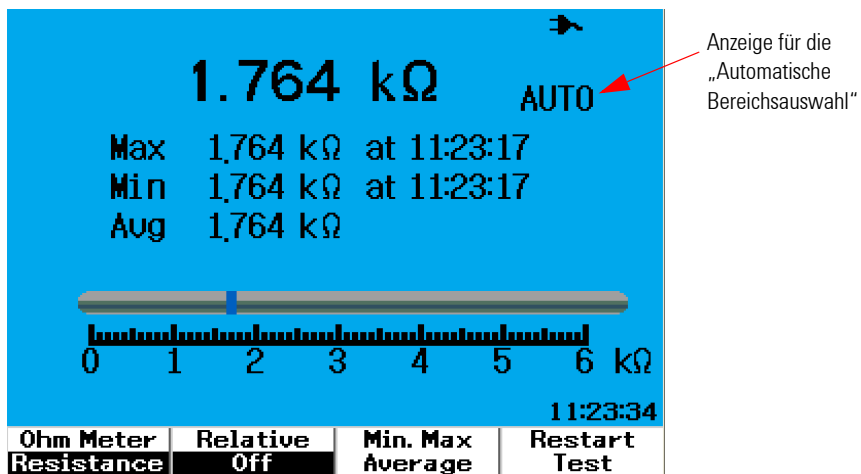 1.764 kΩ
AUTO
Anzeige für die
„Automatische
Bereichsauswahl“
Max 1.764 kΩ at 11:23:17
Min 1.764 kΩ at 11:23:17
Avg 1.764 kΩ
0 1 2 3 4 5 6 kΩ
11:23:34
Ohm Meter Relative Min. Max Restart
Resistance Off Average Test